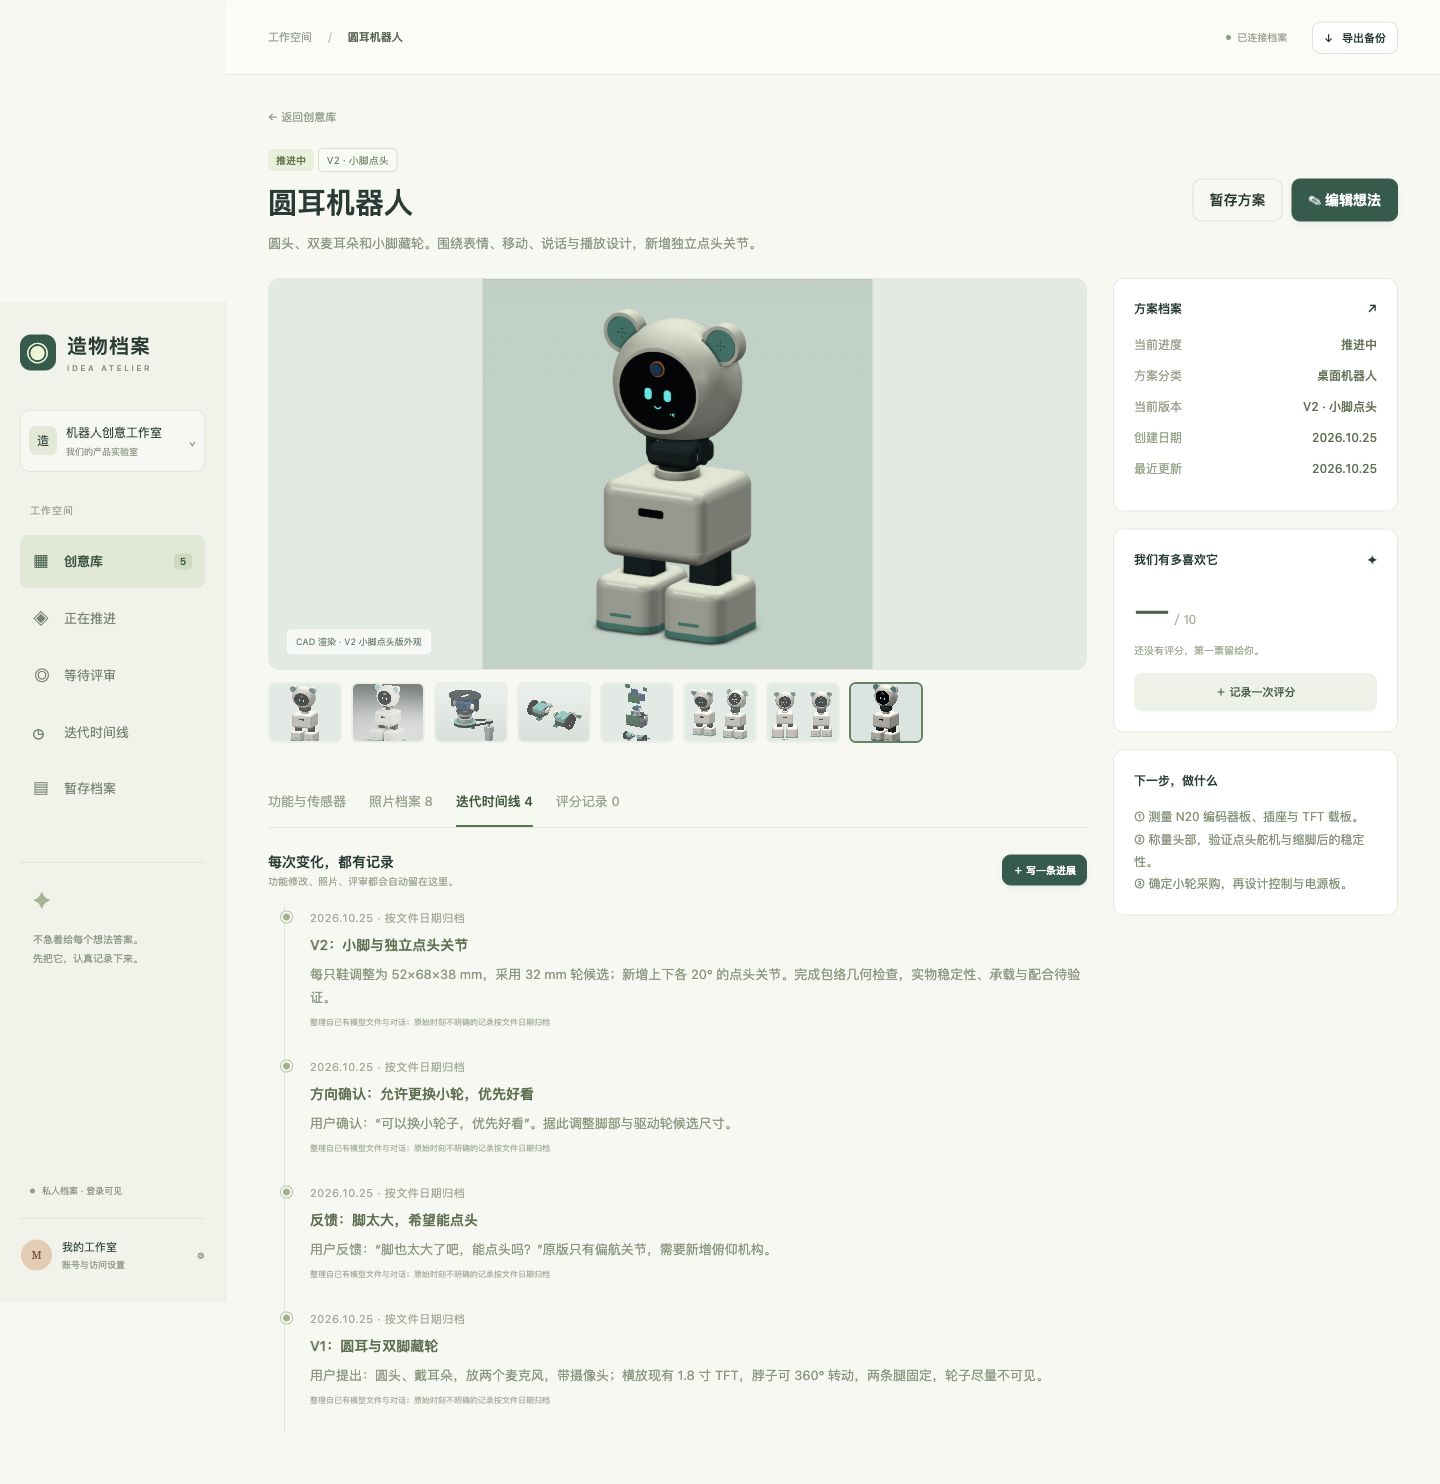 工作空间 / 圆耳机器人
已连接档案
↓ 导出备份
← 返回创意库
推进中
V2 · 小脚点头
圆耳机器人
圆头、双麦耳朵和小脚藏轮。围绕表情、移动、说话与播放设计，新增独立点头关节。
暂存方案
✎ 编辑想法
造物档案
IDEA ATELIER
造
机器人创意工作室
我们的产品实验室
工作空间
创意库 5
正在推进
等待评审
迭代时间线
暂存档案
不急着给每个想法答案。
先把它，认真记录下来。
私人档案 · 登录可见
M
我的工作室
账号与访问设置
CAD 渲染 · V2 小脚点头版外观
功能与传感器
照片档案 8
迭代时间线 4
评分记录 0
每次变化，都有记录
功能修改、照片、评审都会自动留在这里。
+ 写一条进展
2026.10.25 · 按文件日期归档
V2：小脚与独立点头关节
每只鞋调整为 52×68×38 mm，采用 32 mm 轮候选；新增上下各 20° 的点头关节。完成包络几何检查，实物稳定性、承载与配合待验
证。
整理自已有模型文件与对话；原始时刻不明确的记录按文件日期归档
2026.10.25 · 按文件日期归档
方向确认：允许更换小轮，优先好看
用户确认：“可以换小轮子，优先好看”。据此调整脚部与驱动轮候选尺寸。
整理自已有模型文件与对话；原始时刻不明确的记录按文件日期归档
2026.10.25 · 按文件日期归档
反馈：脚太大，希望能点头
用户反馈：“脚也太大了吧，能点头吗？”原版只有偏航关节，需要新增俯仰机构。
整理自已有模型文件与对话；原始时刻不明确的记录按文件日期归档
2026.10.25 · 按文件日期归档
V1：圆耳与双脚藏轮
用户提出：圆头、戴耳朵，放两个麦克风，带摄像头；横放现有 1.8 寸 TFT，脖子可 360° 转动，两条腿固定，轮子尽量不可见。
整理自已有模型文件与对话；原始时刻不明确的记录按文件日期归档
方案档案 ↗
当前进度 推进中
方案分类 桌面机器人
当前版本 V2 · 小脚点头
创建日期 2026.10.25
最近更新 2026.10.25
我们有多喜欢它 ✦
— / 10
还没有评分，第一票留给你。
+ 记录一次评分
下一步，做什么
① 测量 N20 编码器板、插座与 TFT 载板。
② 称量头部，验证点头舵机与缩脚后的稳定
性。
③ 确定小轮采购，再设计控制与电源板。